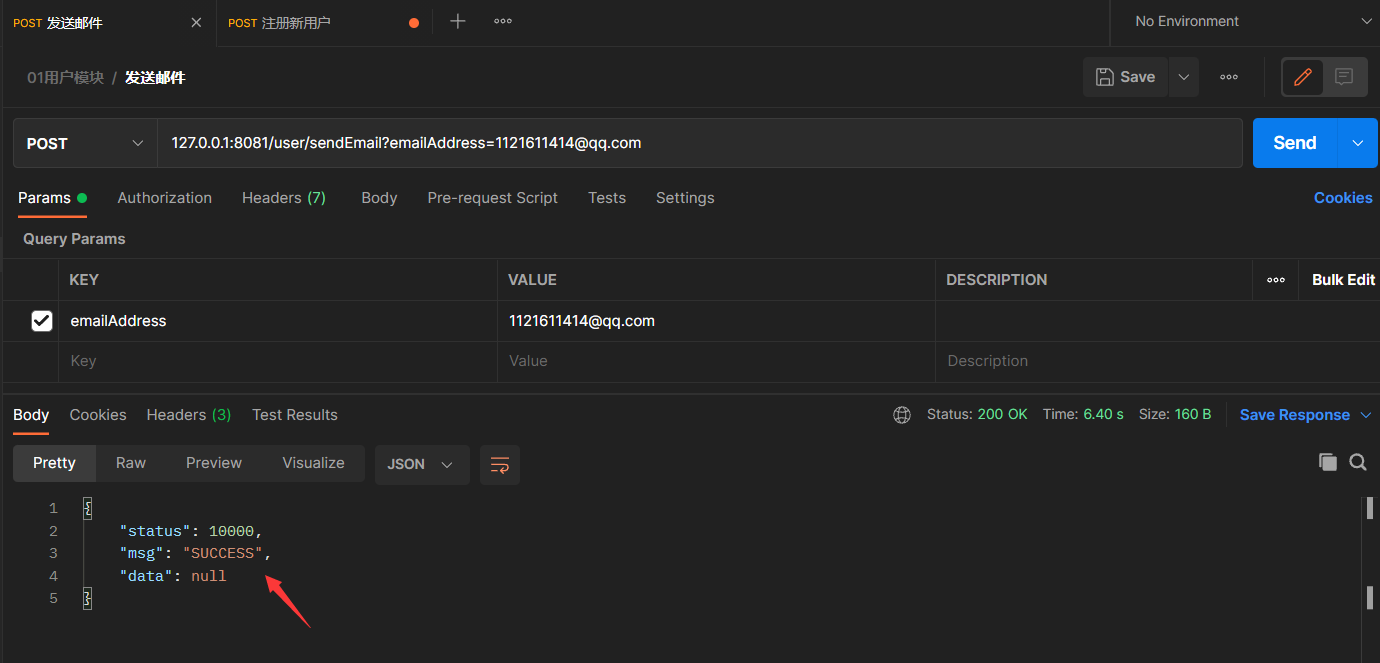 POST 发送邮件
POST 注册新用户
No Environment
01用户模块 / 发送邮件
Save
POST
127.0.0.1:8081/user/sendEmail?emailAddress=1121611414@qq.com
Send
Params Authorization Headers (7) Body Pre-request Script Tests Settings Cookies
Query Params
KEY VALUE DESCRIPTION Bulk Edit
emailAddress 1121611414@qq.com
Key Value Description
Body Cookies Headers (3) Test Results Status: 200 OK Time: 6.40 s Size: 160 B Save Response
Pretty Raw Preview Visualize JSON
1 {
2 "status": 10000,
3 "msg": "SUCCESS",
4 "data": null
5 }